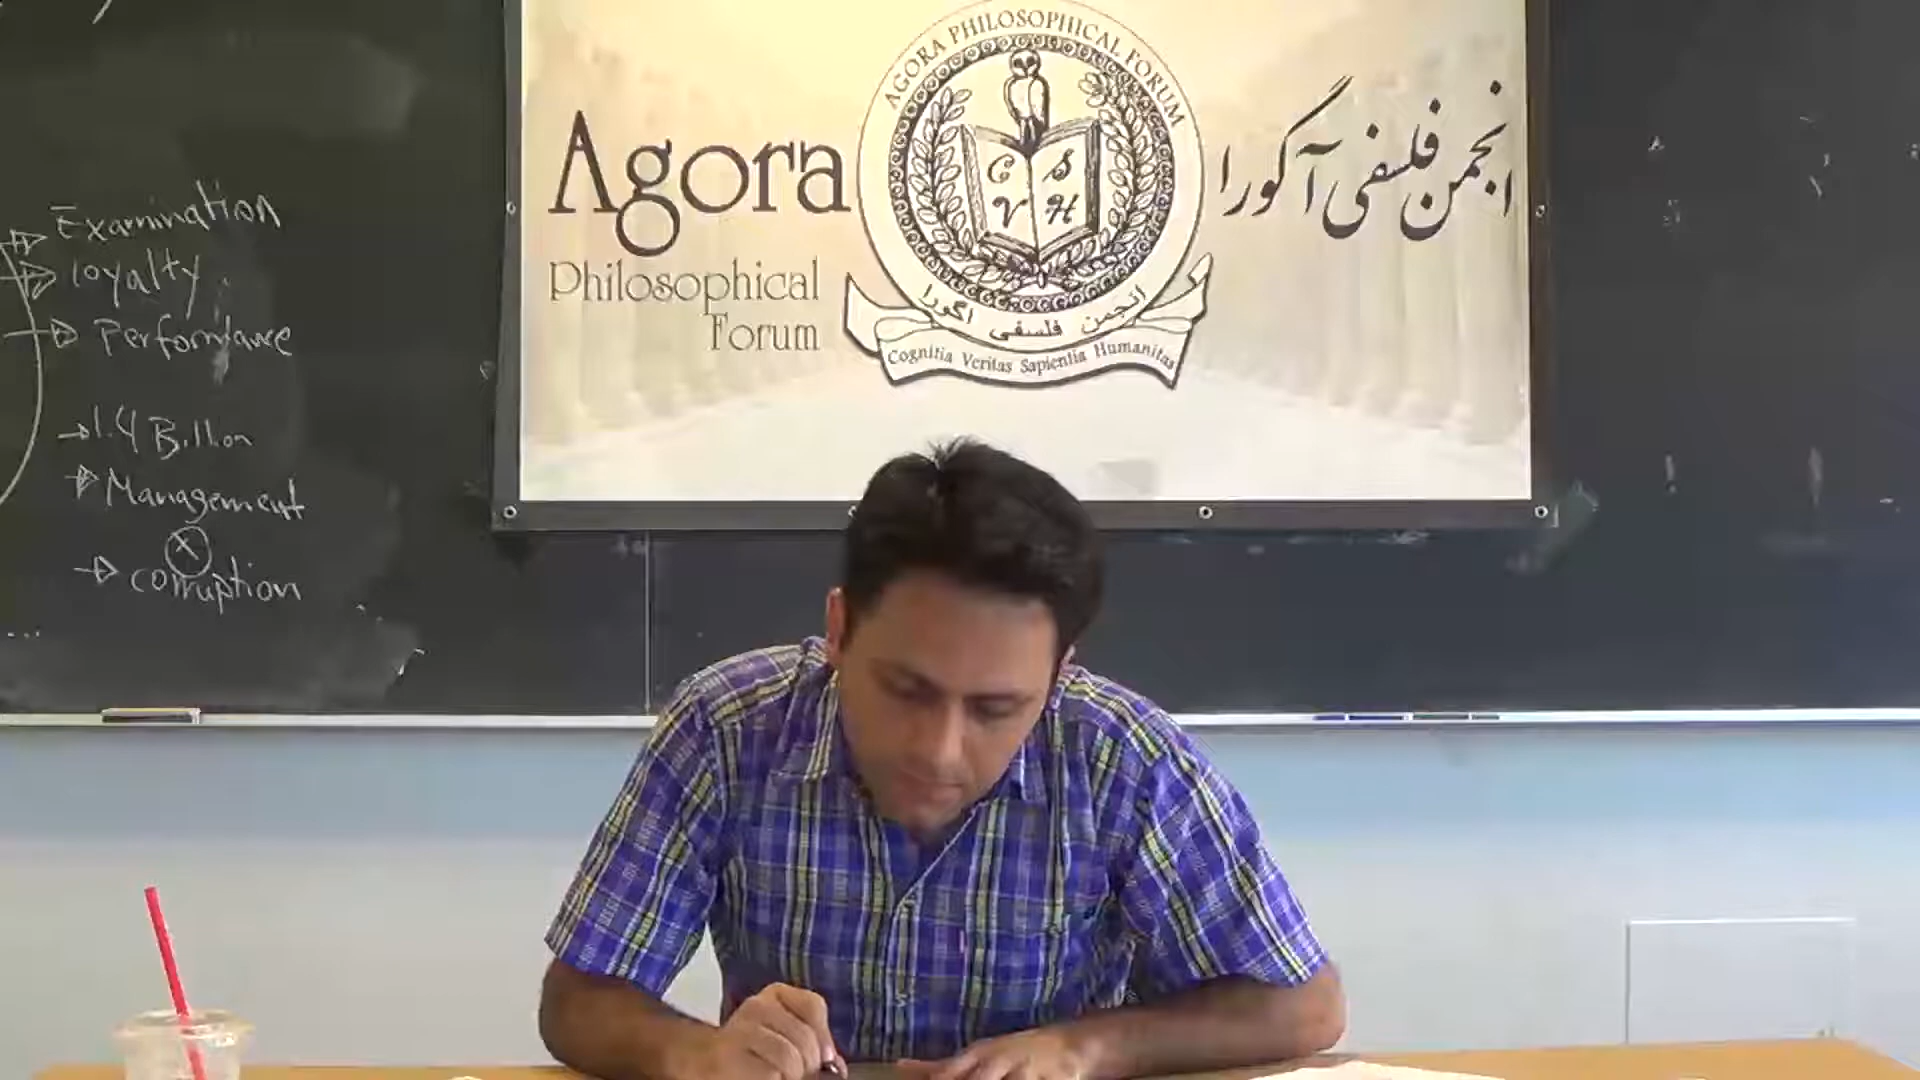 Examination
loyalty
Performance
1.4 Billion
Management
X
corruption
Agora
Philosophical
Forum
AGORA PHILOSOPHICAL FORUM
C S
V H
انجمن فلسفی آگورا
Cognitia Veritas Sapientia Humanitas
انجمن فلسفی آگورا